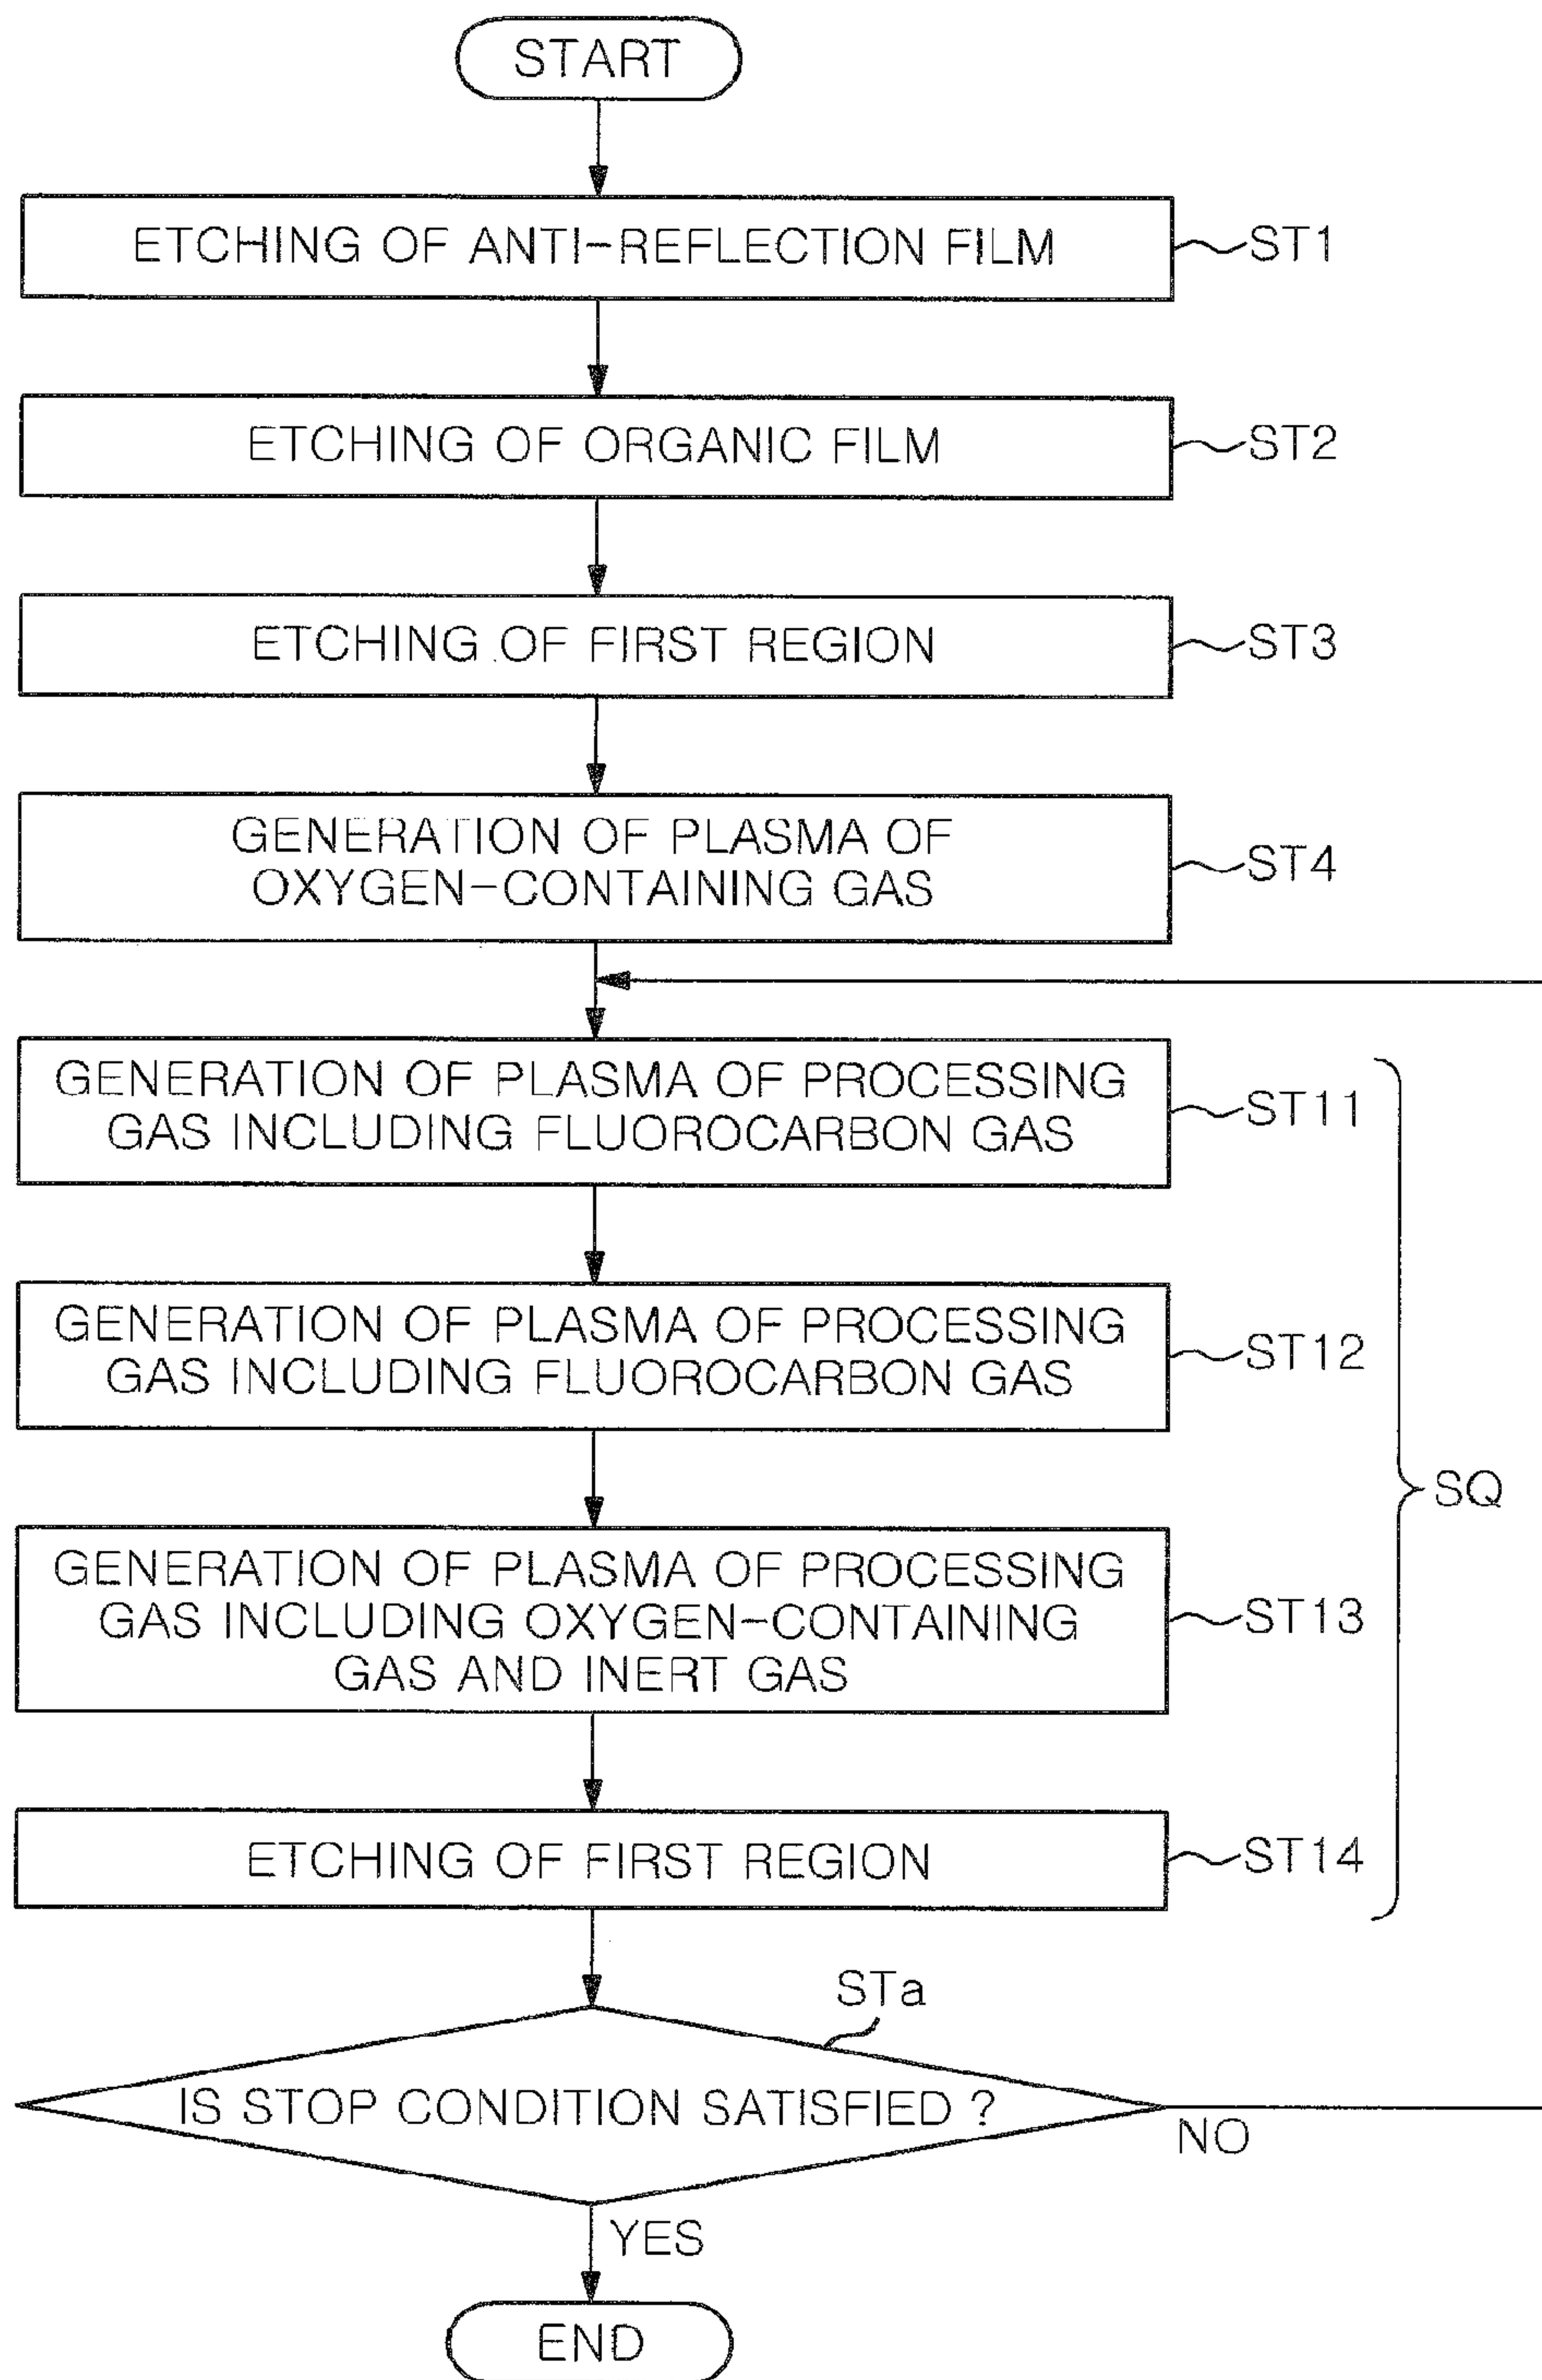 START
ETCHING OF ANTI-REFLECTION FILM
ST1
ETCHING OF ORGANIC FILM
ST2
ETCHING OF FIRST REGION
ST3
GENERATION OF PLASMA OF
OXYGEN-CONTAINING GAS
ST4
GENERATION OF PLASMA OF PROCESSING
GAS INCLUDING FLUOROCARBON GAS
ST11
GENERATION OF PLASMA OF PROCESSING
GAS INCLUDING FLUOROCARBON GAS
ST12
SQ
GENERATION OF PLASMA OF PROCESSING
GAS INCLUDING OXYGEN-CONTAINING
GAS AND INERT GAS
ST13
ETCHING OF FIRST REGION
ST14
STa
IS STOP CONDITION SATISFIED ?
NO
YES
END